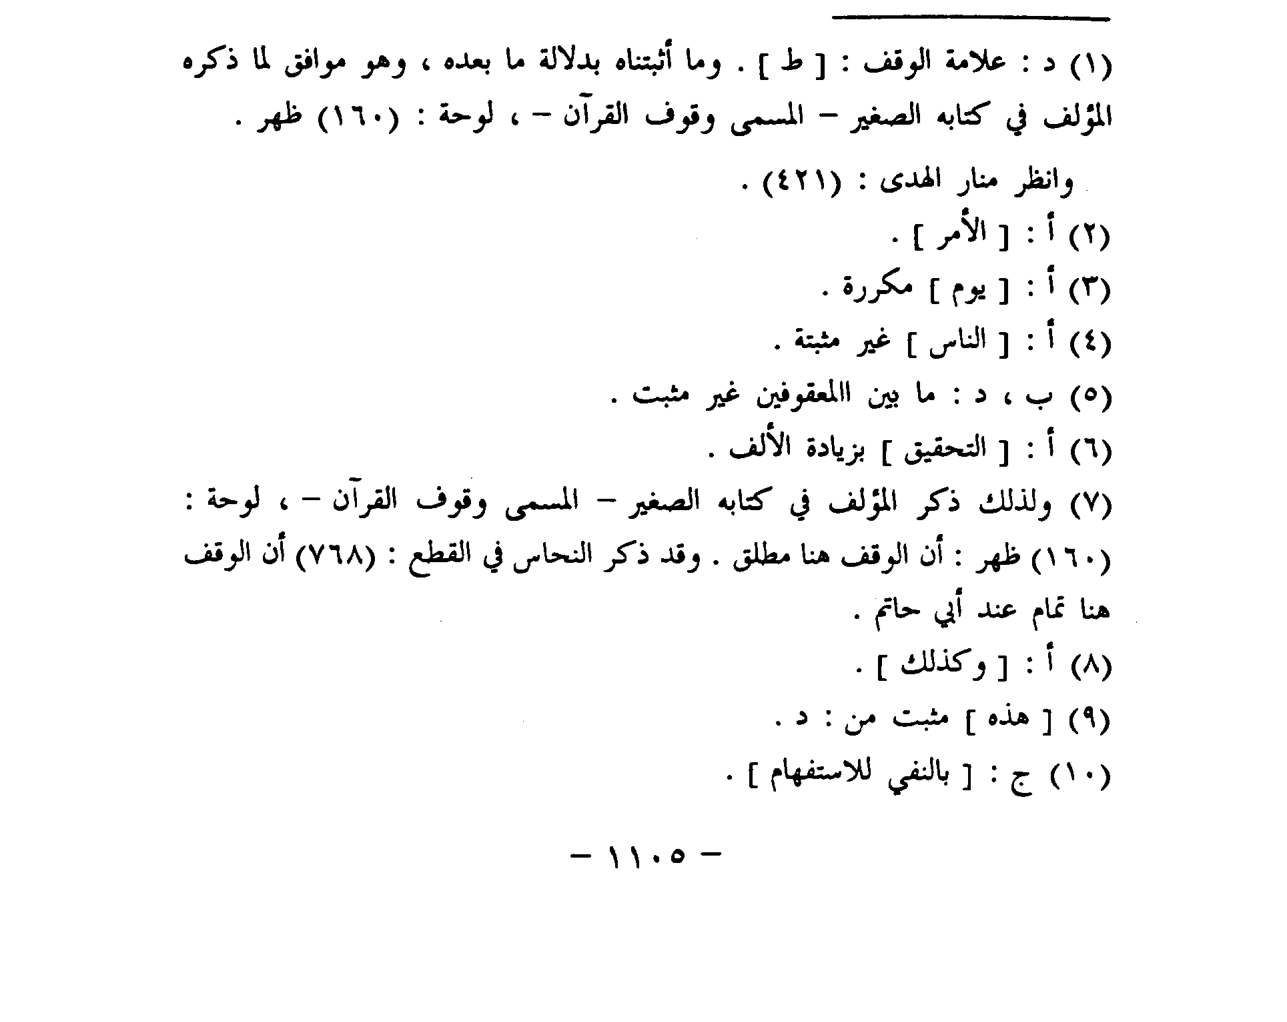 (١) د : علامة الوقف : [ ط ] . وما أثبتناه بدلالة ما بعده ، وهو موافق لما ذكره
المؤلف في كتابه الصغير – المسمى وقوف القرآن – ، لوحة : (١٦٠) ظهر .
وانظر منار الهدى : (٤٢١) .
(٢) أ : [ الأمر ] .
(٣) أ : [ يوم ] مكررة .
(٤) أ : [ الناس ] غير مثبتة .
(٥) ب ، د : ما بين االمعقوفين غير مثبت .
(٦) أ : [ التحقيق ] بزيادة الألف .
(٧) ولذلك ذكر المؤلف في كتابه الصغير – المسمى وقوف القرآن – ، لوحة :
(١٦٠) ظهر : أن الوقف هنا مطلق . وقد ذكر النحاس في القطع : (٧٦٨) أن الوقف
هنا تمام عند أبي حاتم .
(٨) أ : [ وكذلك ] .
(٩) [ هذه ] مثبت من : د .
(١٠) ج : [ بالنفي للاستفهام ] .
– ١١٠٥ –